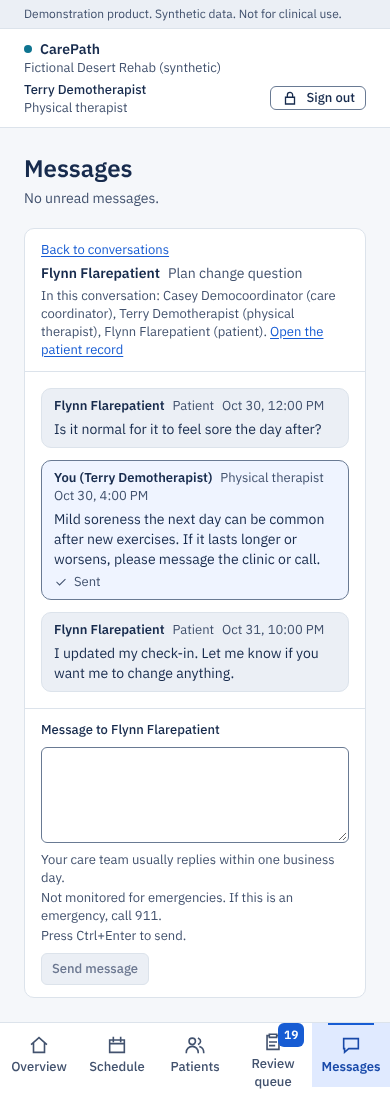 Demonstration product. Synthetic data. Not for clinical use.
CarePath
Fictional Desert Rehab (synthetic)
Terry Demotherapist
Physical therapist
Sign out
Messages
No unread messages.
Back to conversations
Flynn Flarepatient Plan change question
In this conversation: Casey Democoordinator (care
coordinator), Terry Demotherapist (physical
therapist), Flynn Flarepatient (patient). Open the
patient record
Flynn Flarepatient Patient Oct 30, 12:00 PM
Is it normal for it to feel sore the day after?
You (Terry Demotherapist) Physical therapist
Oct 30, 4:00 PM
Mild soreness the next day can be common
after new exercises. If it lasts longer or
worsens, please message the clinic or call.
Sent
Flynn Flarepatient Patient Oct 31, 10:00 PM
I updated my check-in. Let me know if you
want me to change anything.
Message to Flynn Flarepatient
Your care team usually replies within one business
day.
Not monitored for emergencies. If this is an
emergency, call 911.
Press Ctrl+Enter to send.
Send message
Overview
Schedule
Patients
19
Review
queue
Messages